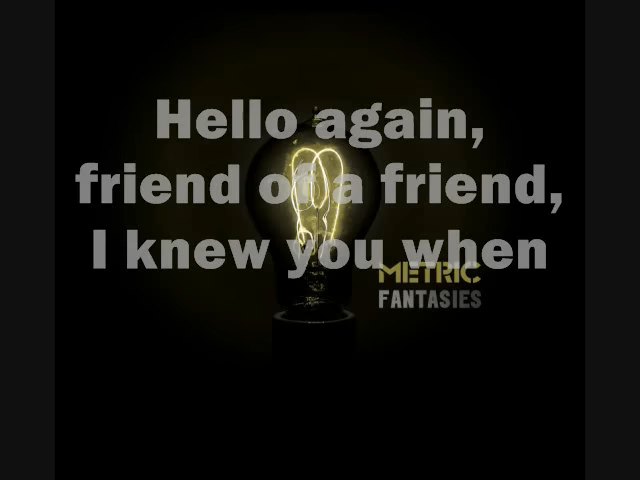 Hello again,
friend of a friend,
I knew you when
METRIC
FANTASIES